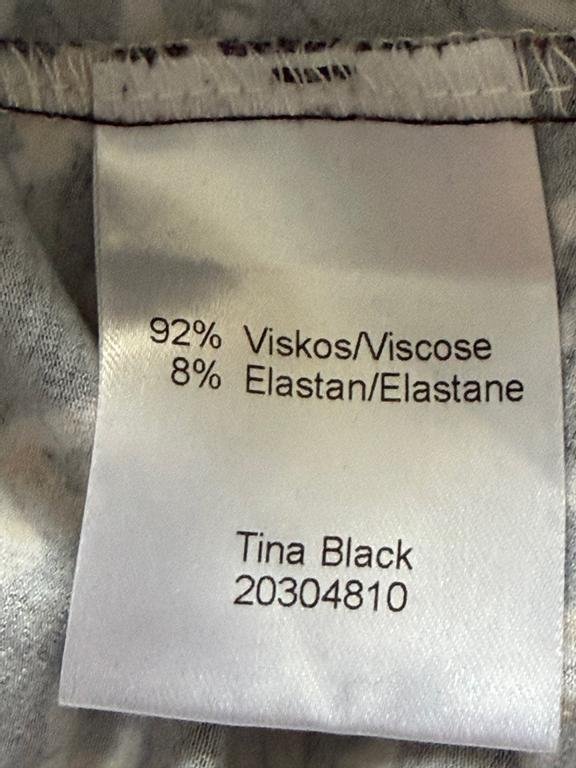 92% Viskos/Viscose
8% Elastan/Elastane
Tina Black
20304810